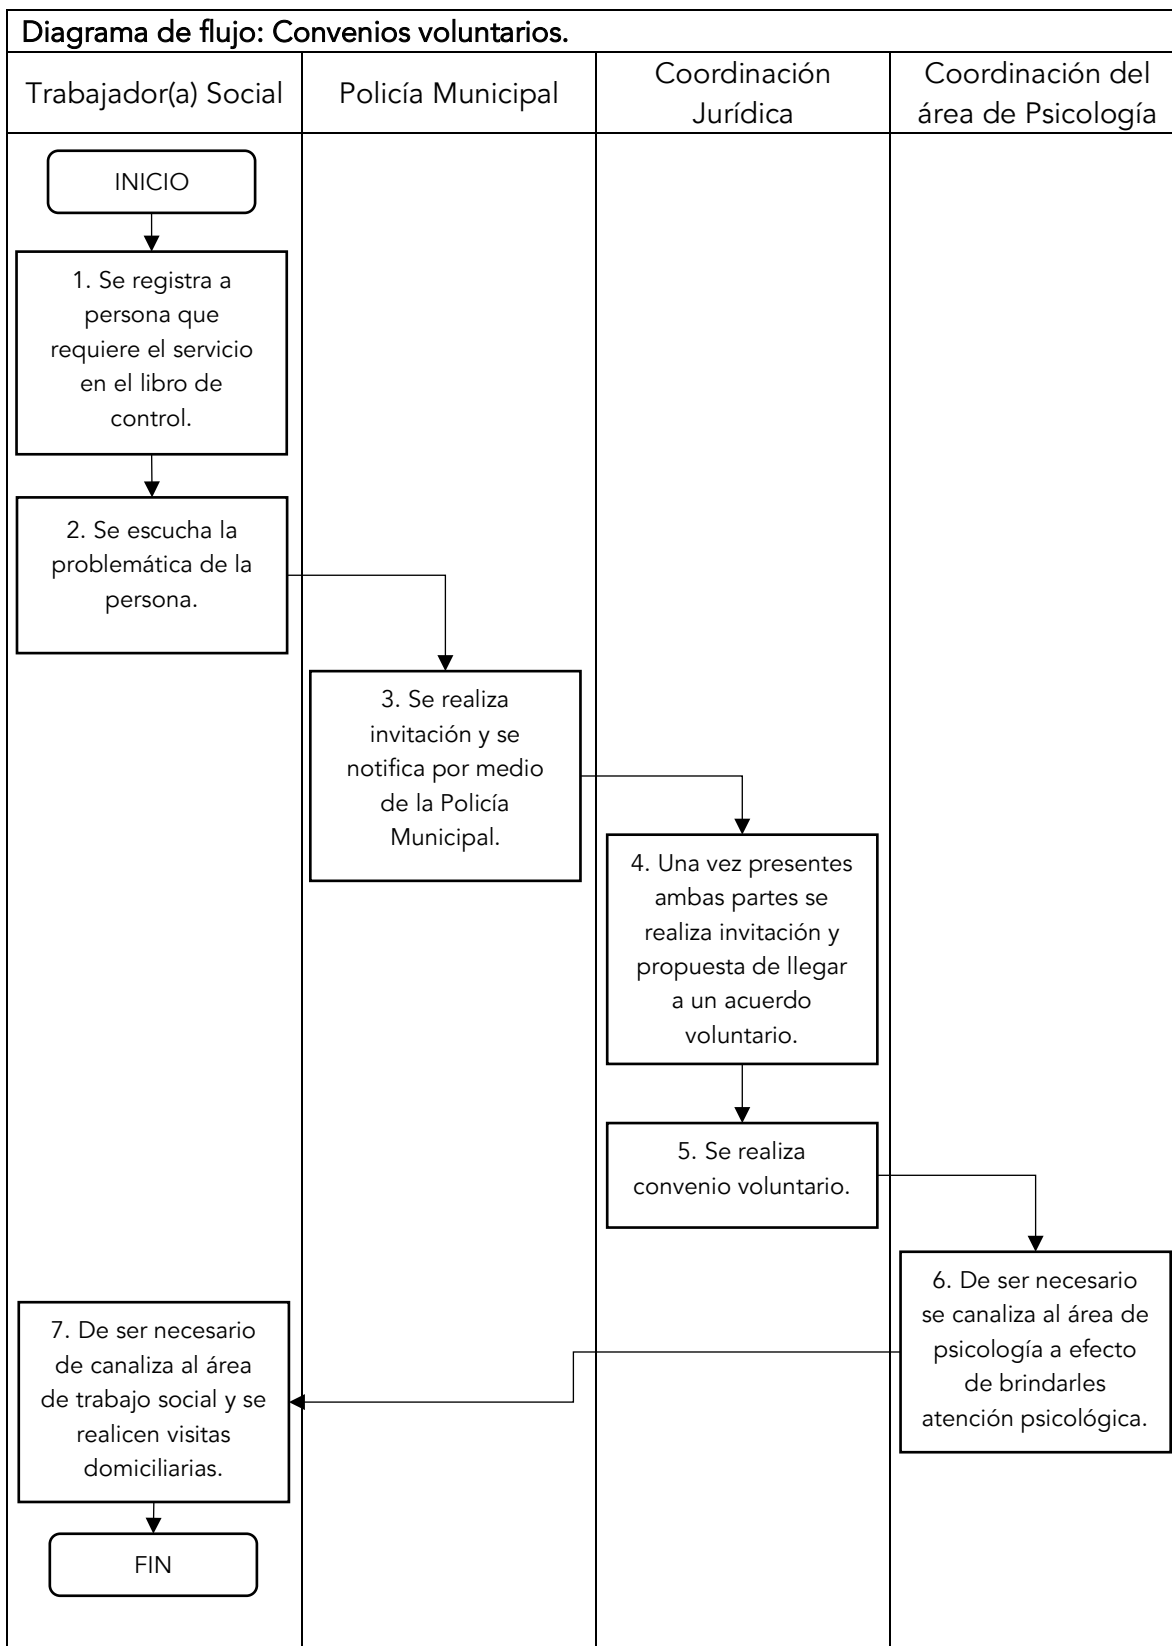 Diagrama de flujo: Convenios voluntarios.
Trabajador(a) Social
Policía Municipal
Coordinación
Jurídica
Coordinación del
área de Psicología
INICIO
1. Se registra a
persona que
requiere el servicio
en el libro de
control.
2. Se escucha la
problemática de la
persona.
3. Se realiza
invitación y se
notifica por medio
de la Policía
Municipal.
4. Una vez presentes
ambas partes se
realiza invitación y
propuesta de llegar
a un acuerdo
voluntario.
5. Se realiza
convenio voluntario.
6. De ser necesario
se canaliza al área de
psicología a efecto
de brindarles
atención psicológica.
7. De ser necesario
de canaliza al área
de trabajo social y se
realicen visitas
domiciliarias.
FIN